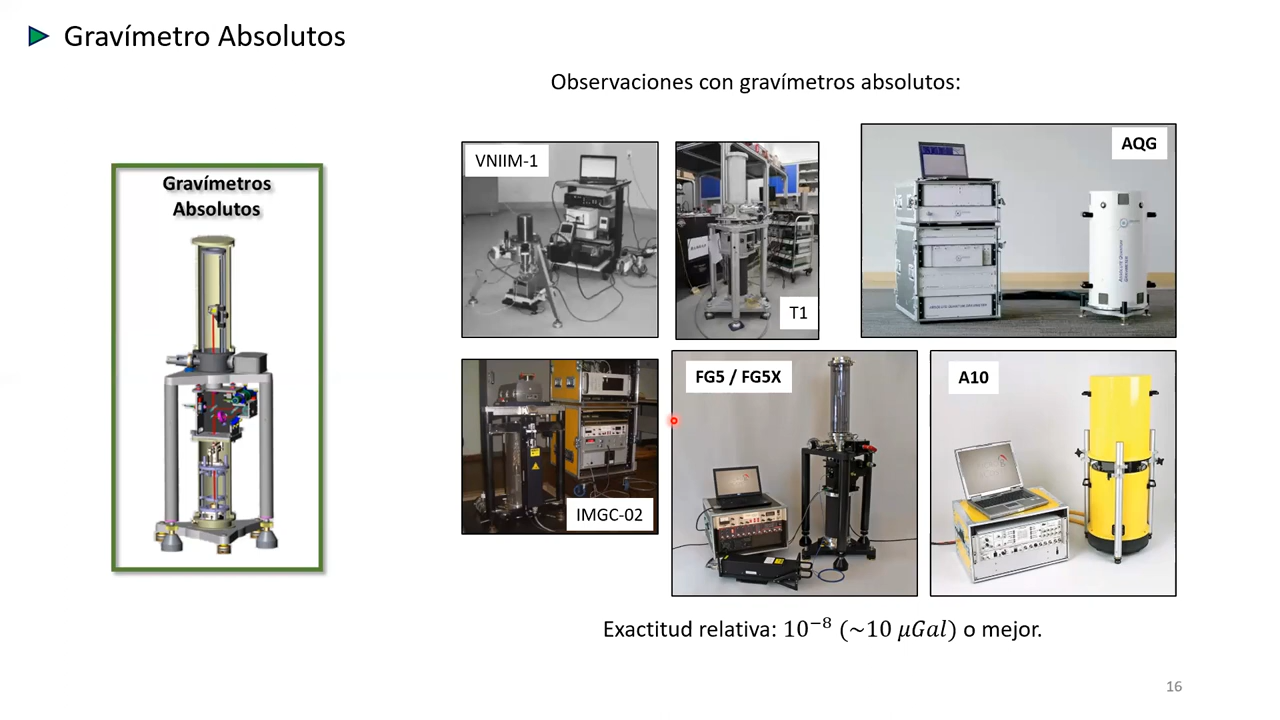 Gravímetro Absolutos
Observaciones con gravímetros absolutos:
Gravímetros
Absolutos
VNIIM-1
T1
AQG
IMGC-02
FG5 / FG5X
A10
Exactitud relativa: 10⁻⁸ (~10 μGal) o mejor.
16